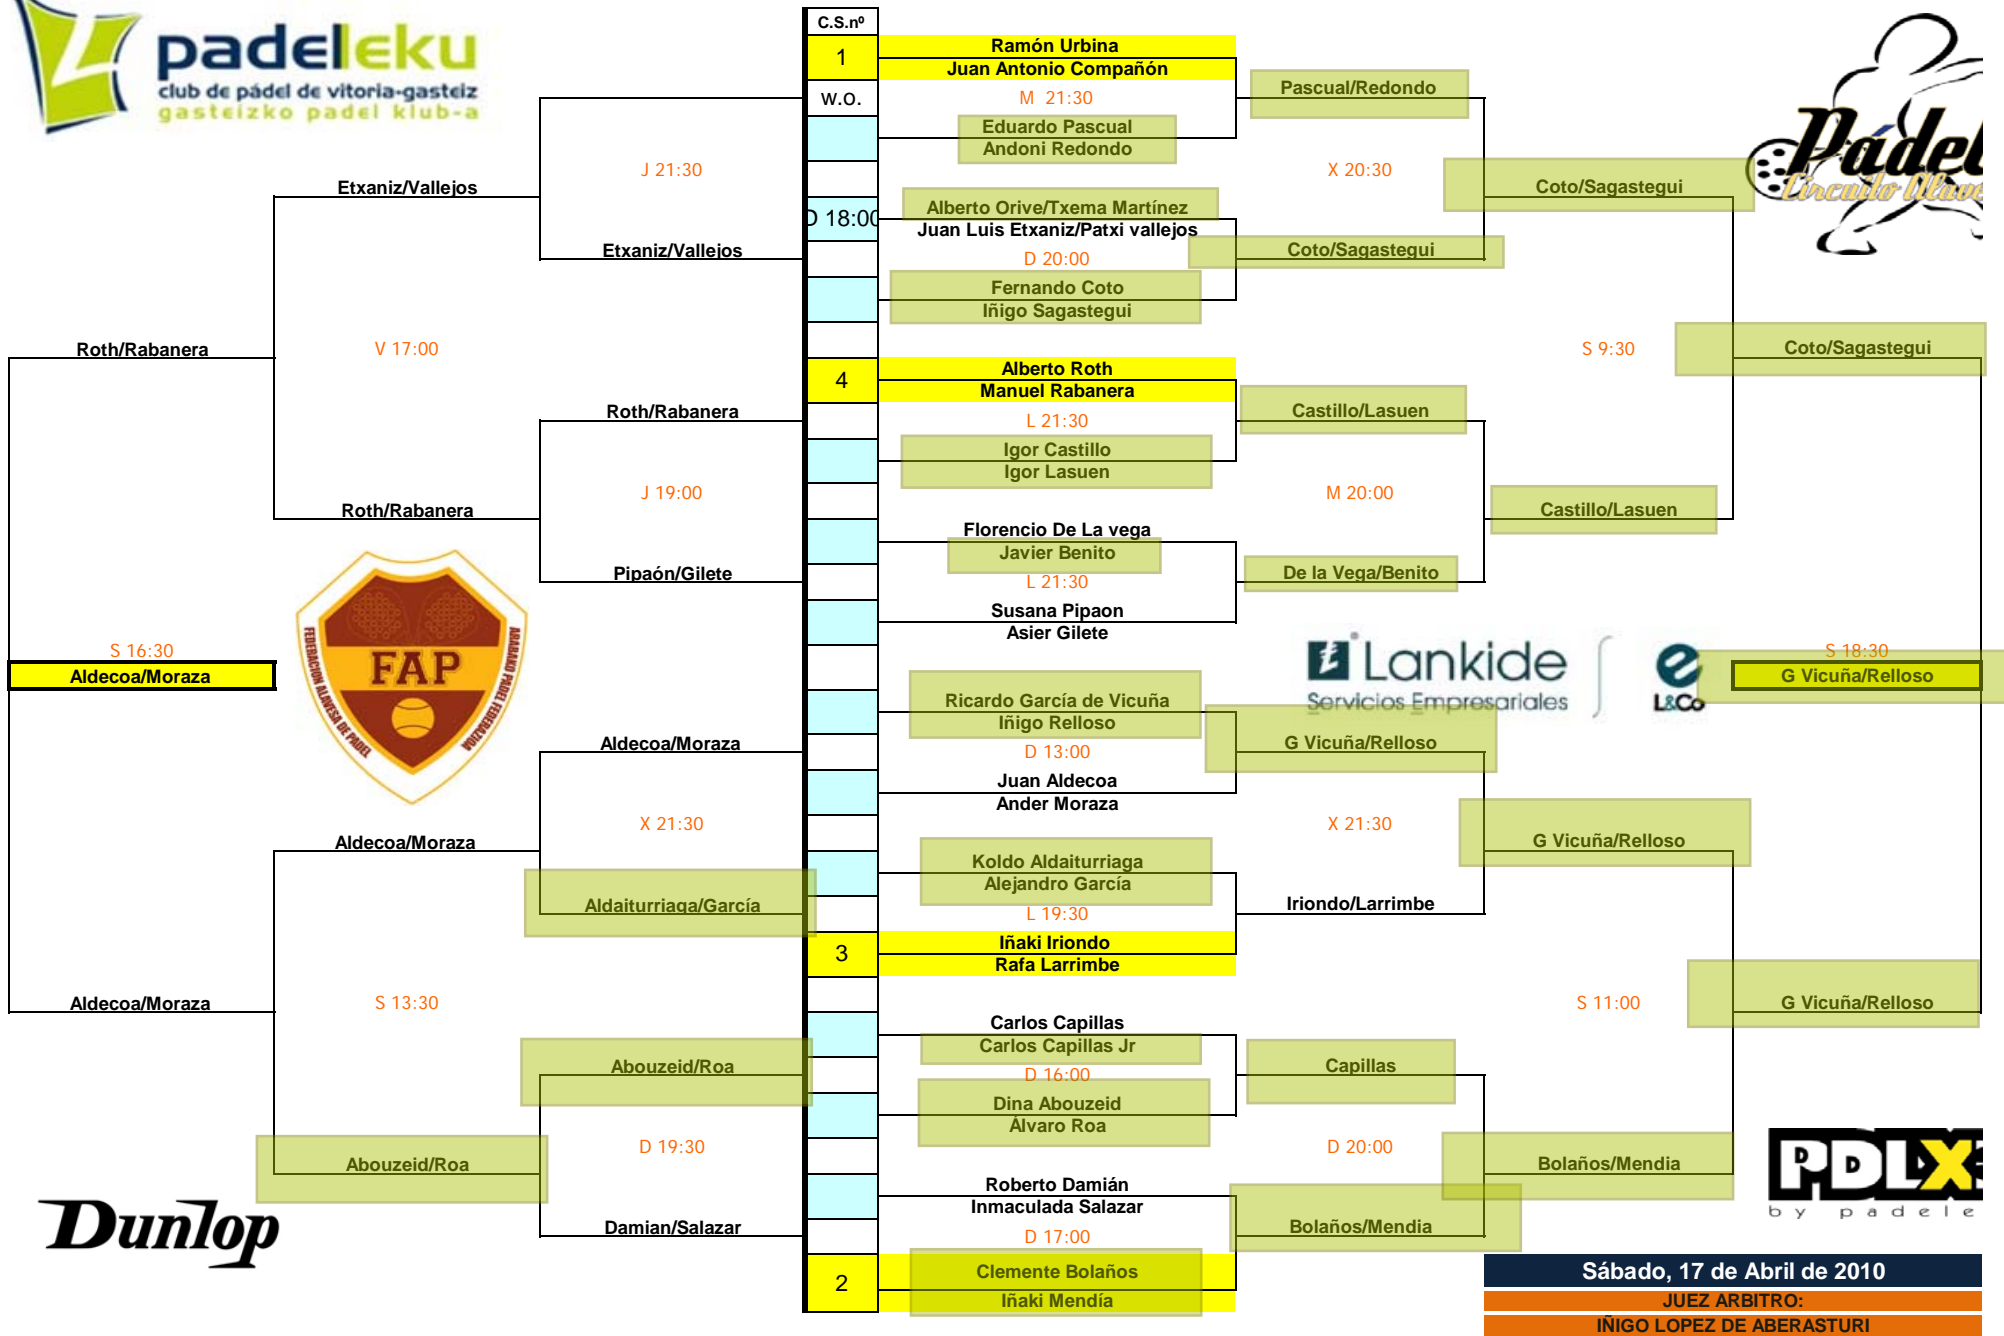 padeleku
club de pádel de vitoria-gasteiz
gasteizko padel klub-a
C.S.nº
1
Ramón Urbina
Juan Antonio Compañón
W.O.
M 21:30
Eduardo Pascual
Andoni Redondo
Pascual/Redondo
Pádel
J 21:30
X 20:30
Etxaniz/Vallejos
Coto/Sagastegui
D 18:00
Alberto Orive/Txema Martínez
Juan Luis Etxaniz/Patxi vallejos
Etxaniz/Vallejos
D 20:00
Coto/Sagastegui
Fernando Coto
Iñigo Sagastegui
Roth/Rabanera
V 17:00
S 9:30
Coto/Sagastegui
4
Alberto Roth
Manuel Rabanera
Roth/Rabanera
L 21:30
Castillo/Lasuen
Igor Castillo
Igor Lasuen
J 19:00
M 20:00
Roth/Rabanera
Castillo/Lasuen
Florencio De La vega
Javier Benito
Pipaón/Gilete
L 21:30
De la Vega/Benito
Susana Pipaon
Asier Gilete
FEDERACION ALAVESA DE PADEL
FAP
ARABAKO PADEL FEDERAZIOA
S 16:30
Aldecoa/Moraza
Lankide
Servicios Empresariales
e
L&Co
S 18:30
G Vicuña/Relloso
Ricardo García de Vicuña
Iñigo Relloso
Aldecoa/Moraza
D 13:00
G Vicuña/Relloso
Juan Aldecoa
Ander Moraza
X 21:30
X 21:30
Aldecoa/Moraza
G Vicuña/Relloso
Koldo Aldaiturriaga
Alejandro García
Aldaiturriaga/García
L 19:30
Iriondo/Larrimbe
3
Iñaki Iriondo
Rafa Larrimbe
Aldecoa/Moraza
S 13:30
S 11:00
G Vicuña/Relloso
Carlos Capillas
Carlos Capillas Jr
Abouzeid/Roa
D 16:00
Capillas
Dina Abouzeid
Álvaro Roa
D 19:30
D 20:00
Abouzeid/Roa
Bolaños/Mendia
Roberto Damián
Inmaculada Salazar
Damian/Salazar
D 17:00
Bolaños/Mendia
2
Clemente Bolaños
Iñaki Mendía
Dunlop
PDLX
by padele
Sábado, 17 de Abril de 2010
JUEZ ARBITRO:
IÑIGO LOPEZ DE ABERASTURI